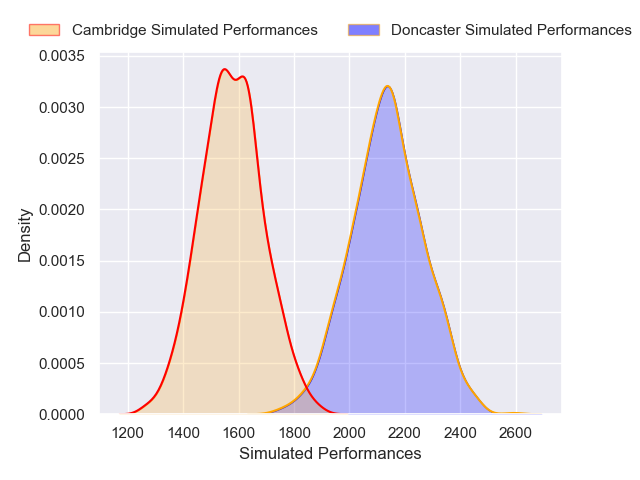 Cambridge Simulated Performances Doncaster Simulated Performances
0.0035
0.0030
0.0025
0.0020
0.0015
0.0010
0.0005
0.0000
Density
1200 1400 1600 1800 2000 2200 2400 2600
Simulated Performances